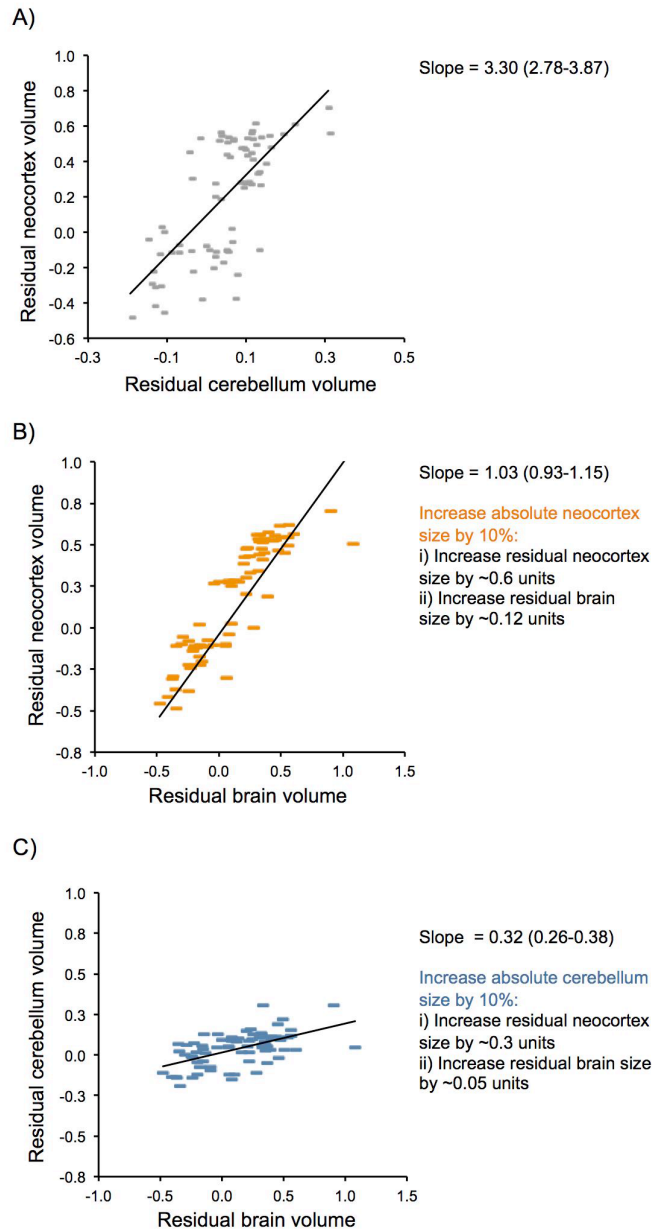 A)
1.0
0.8
0.6
0.4
0.2
0.0
-0.2
-0.4
-0.6
-0.3
-0.1
0.1
0.3
0.5
Residual neocortex volume
Residual cerebellum volume
Slope = 3.30 (2.78-3.87)
B)
1.0
0.8
0.5
0.3
0.0
-0.3
-0.5
-0.8
-1.0
-0.5
0.0
0.5
1.0
1.5
Residual neocortex volume
Residual brain volume
Slope = 1.03 (0.93-1.15)
Increase absolute neocortex
size by 10%:
i) Increase residual neocortex
size by ~0.6 units
ii) Increase residual brain
size by ~0.12 units
C)
1.0
0.8
0.5
0.3
0.0
-0.3
-0.5
-0.8
-1.0
-0.5
0.0
0.5
1.0
1.5
Residual cerebellum volume
Residual brain volume
Slope = 0.32 (0.26-0.38)
Increase absolute cerebellum
size by 10%:
i) Increase residual neocortex
size by ~0.3 units
ii) Increase residual brain size
by ~0.05 units